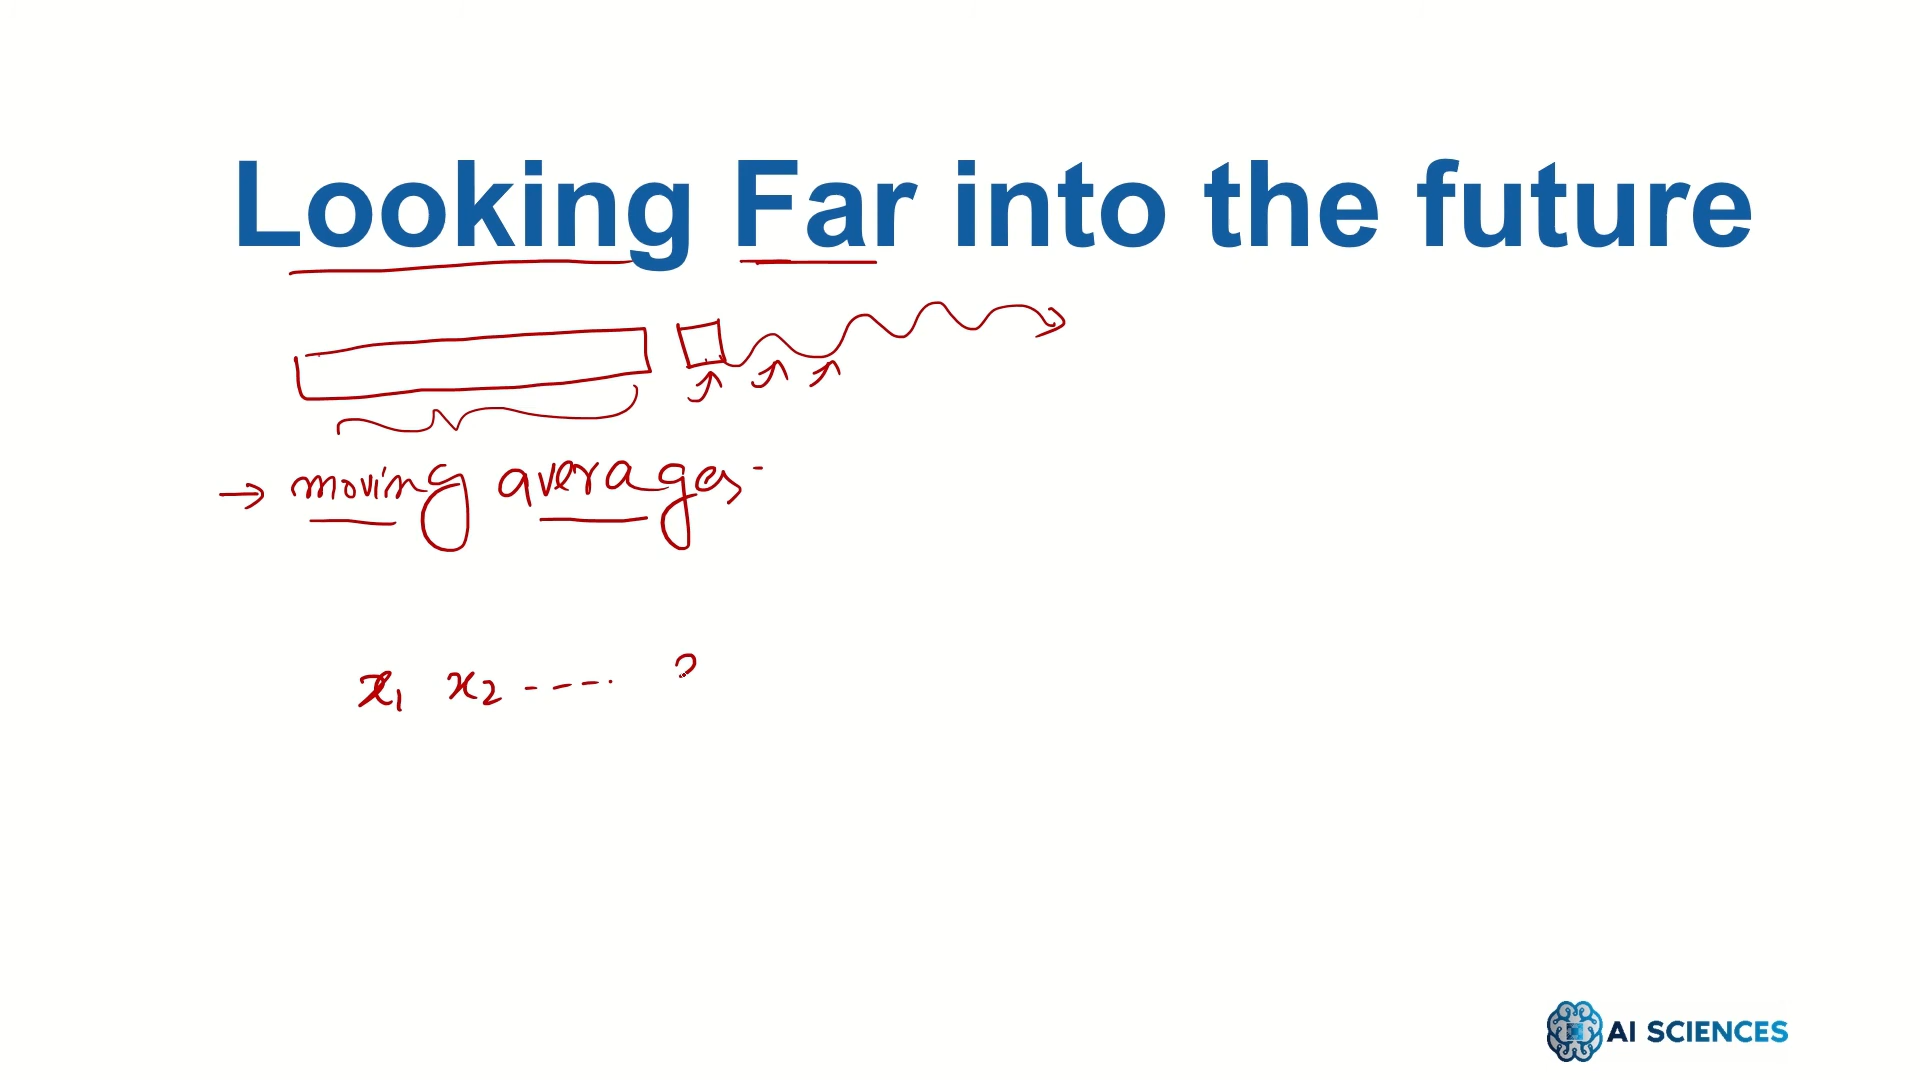 Looking Far into the future
→ moving averages -
x₁ x₂ ----. ?
AI SCIENCES